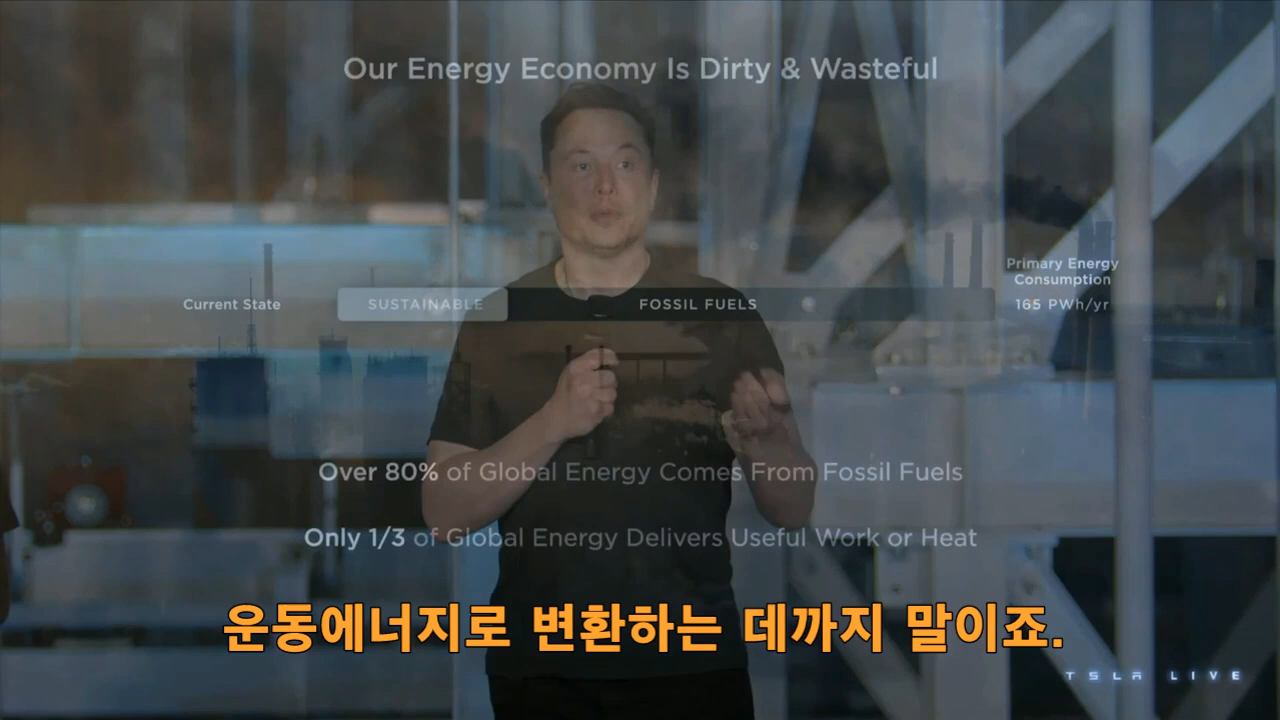 Our Energy Economy Is Dirty & Wasteful
Primary Energy
Consumption
Current State SUSTAINABLE FOSSIL FUELS 165 PWh/yr
Over 80% of Global Energy Comes From Fossil Fuels
Only 1/3 of Global Energy Delivers Useful Work or Heat
운동에너지로 변환하는 데까지 말이죠.
TSLA LIVE